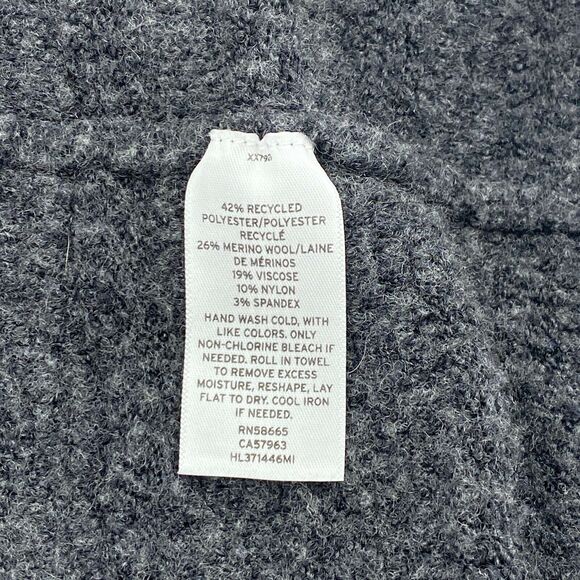 42% RECYCLED
POLYESTER/POLYESTER
RECYCLÉ
26% MERINO WOOL/LAINE
DE MÉRINOS
19% VISCOSE
10% NYLON
3% SPANDEX
HAND WASH COLD, WITH
LIKE COLORS. ONLY
NON-CHLORINE BLEACH IF
NEEDED. ROLL IN TOWEL
TO REMOVE EXCESS
MOISTURE, RESHAPE, LAY
FLAT TO DRY. COOL IRON
IF NEEDED.
RN58665
CA57963
HL371446MI